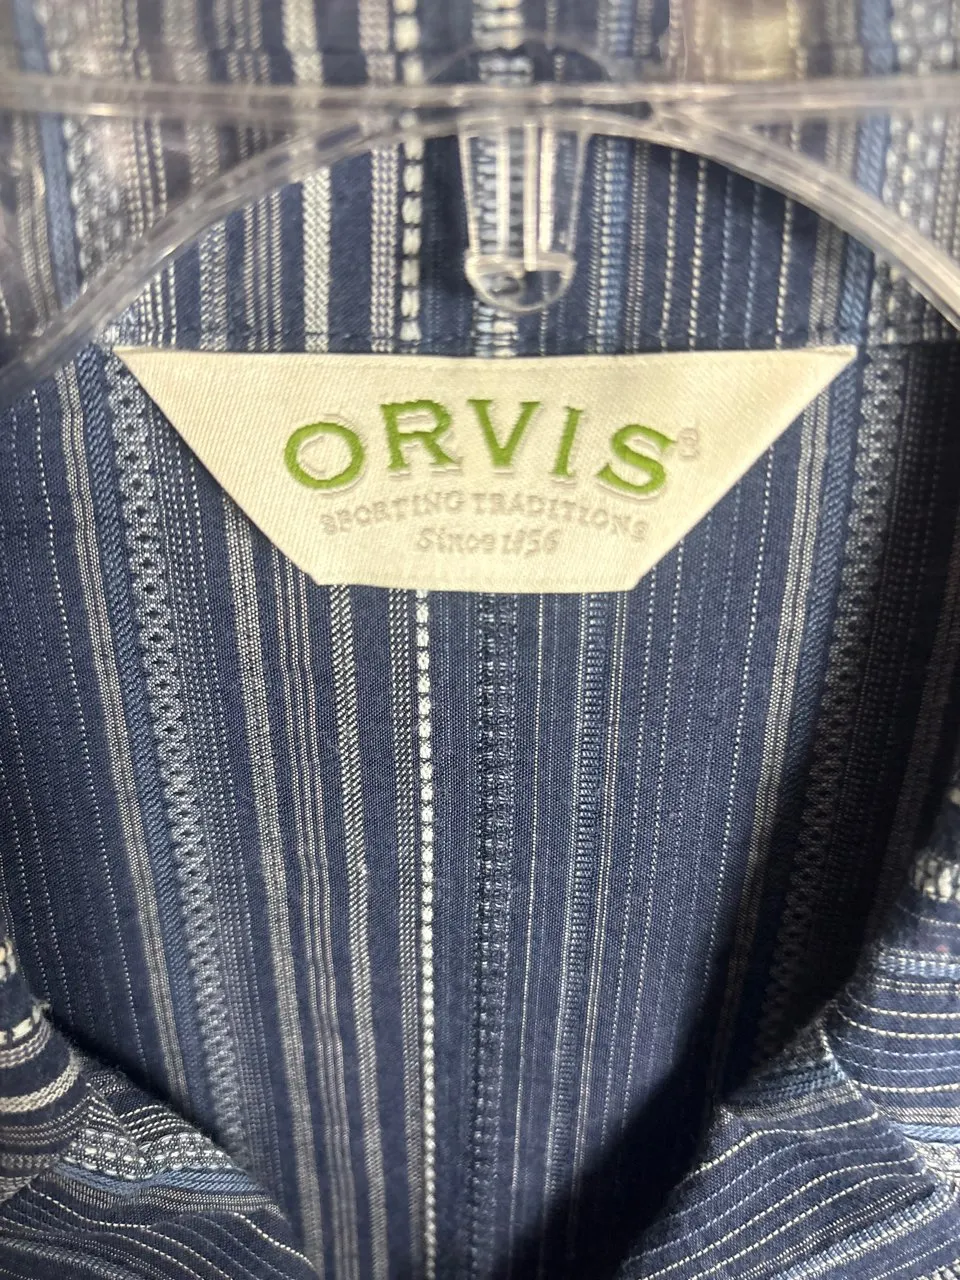 ORVIS®
SPORTING TRADITIONS
Since 1856